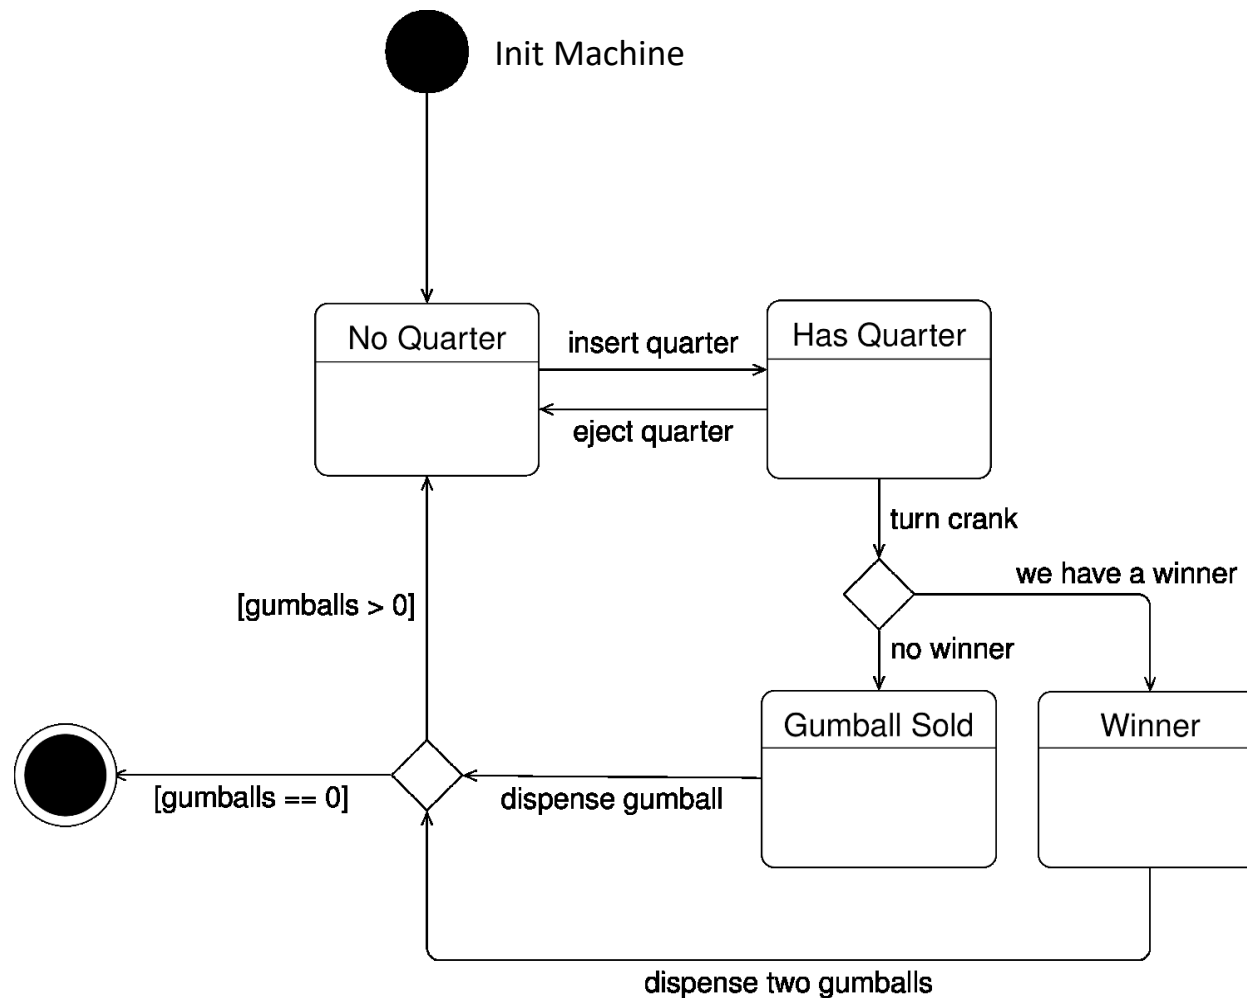 Init Machine
No Quarter
insert quarter
Has Quarter
eject quarter
turn crank
we have a winner
[gumballs > 0]
no winner
Gumball Sold
Winner
[gumballs == 0]
dispense gumball
dispense two gumballs